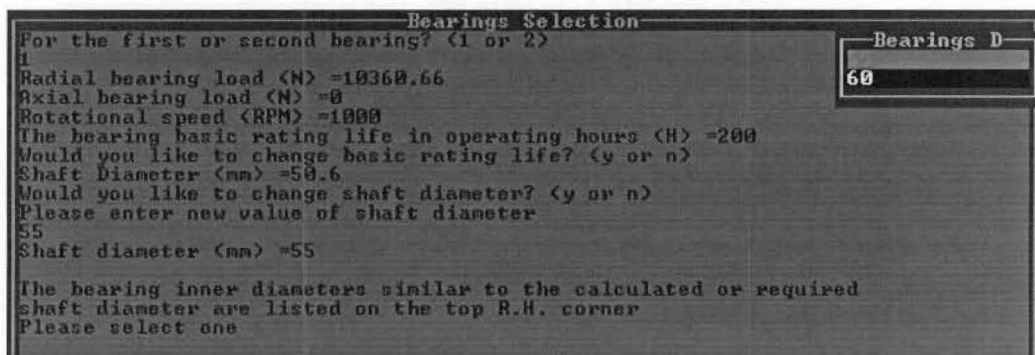 Bearings Selection
For the first or second bearing? (1 or 2)
1
Radial bearing load (N) =10360.66
Axial bearing load (N) =0
Rotational speed (RPM) =1000
The bearing basic rating life in operating hours (H) =200
Would you like to change basic rating life? (y or n)
Shaft Diameter (mm) =50.6
Would you like to change shaft diameter? (y or n)
Please enter new value of shaft diameter
55
Shaft diameter (mm) =55
The bearing inner diameters similar to the calculated or required
shaft diameter are listed on the top R.H. corner
Please select one
Bearings D
60